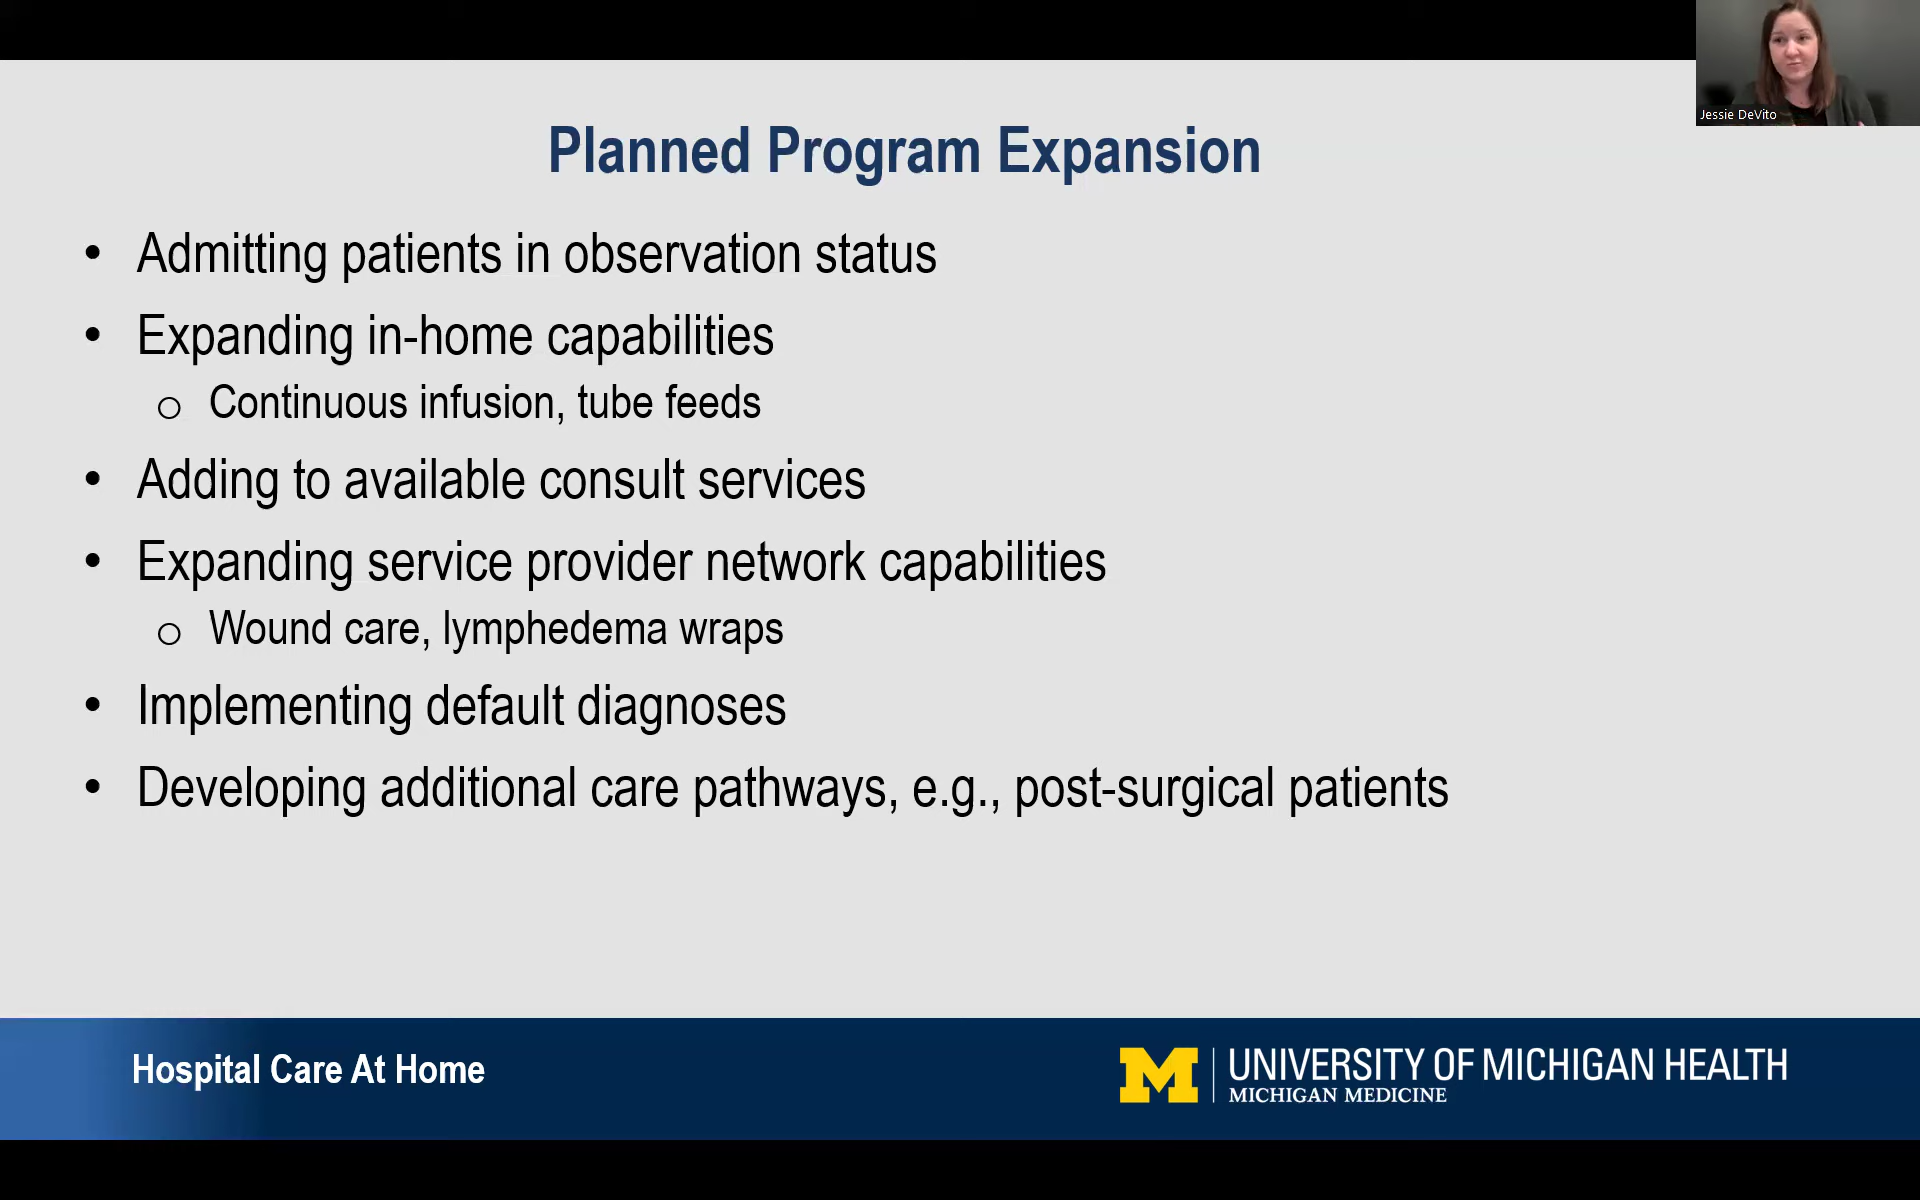 Jessie DeVito
Planned Program Expansion
• Admitting patients in observation status
• Expanding in-home capabilities
o Continuous infusion, tube feeds
• Adding to available consult services
• Expanding service provider network capabilities
o Wound care, lymphedema wraps
• Implementing default diagnoses
• Developing additional care pathways, e.g., post-surgical patients
Hospital Care At Home
M UNIVERSITY OF MICHIGAN HEALTH
MICHIGAN MEDICINE